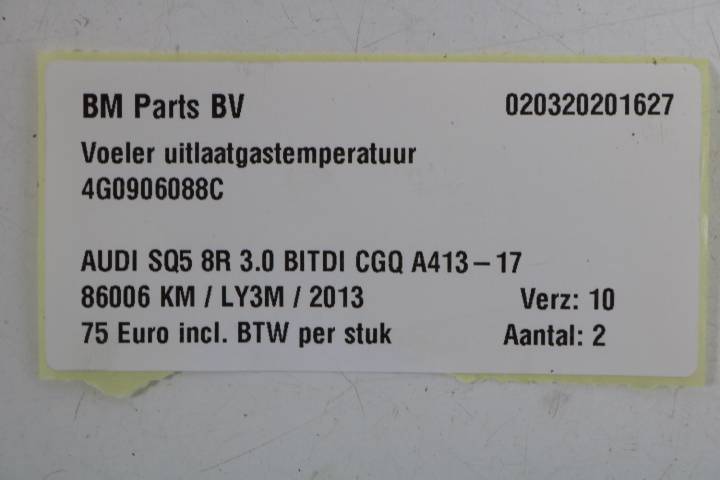 BM Parts BV 020320201627
Voeler uitlaatgastemperatuur
4G0906088C
AUDI SQ5 8R 3.0 BITDI CGQ A413-17
86006 KM / LY3M / 2013 Verz: 10
75 Euro incl. BTW per stuk Aantal: 2